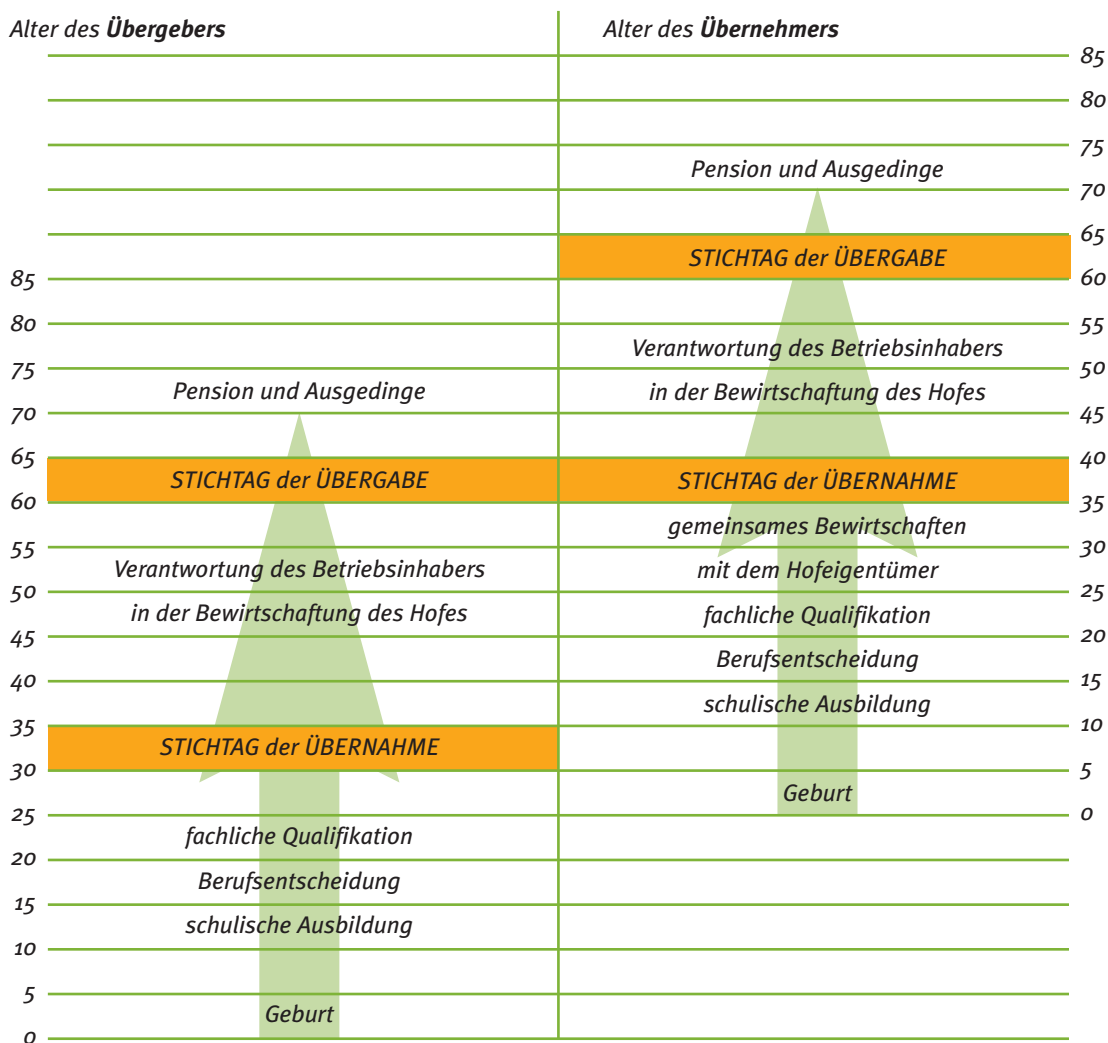 Alter des Übergebers
Alter des Übernehmers
85
80
75
Pension und Ausgedinge
70
65
STICHTAG der ÜBERGABE
85
60
80
55
Verantwortung des Betriebsinhabers
75
50
Pension und Ausgedinge
in der Bewirtschaftung des Hofes
70
45
65
40
STICHTAG der ÜBERGABE
STICHTAG der ÜBERNAHME
60
35
gemeinsames Bewirtschaften
55
30
Verantwortung des Betriebsinhabers
mit dem Hofeigentümer
50
25
in der Bewirtschaftung des Hofes
fachliche Qualifikation
45
20
Berufsentscheidung
40
15
schulische Ausbildung
35
10
STICHTAG der ÜBERNAHME
30
5
Geburt
25
0
fachliche Qualifikation
20
Berufsentscheidung
15
schulische Ausbildung
10
5
Geburt
0